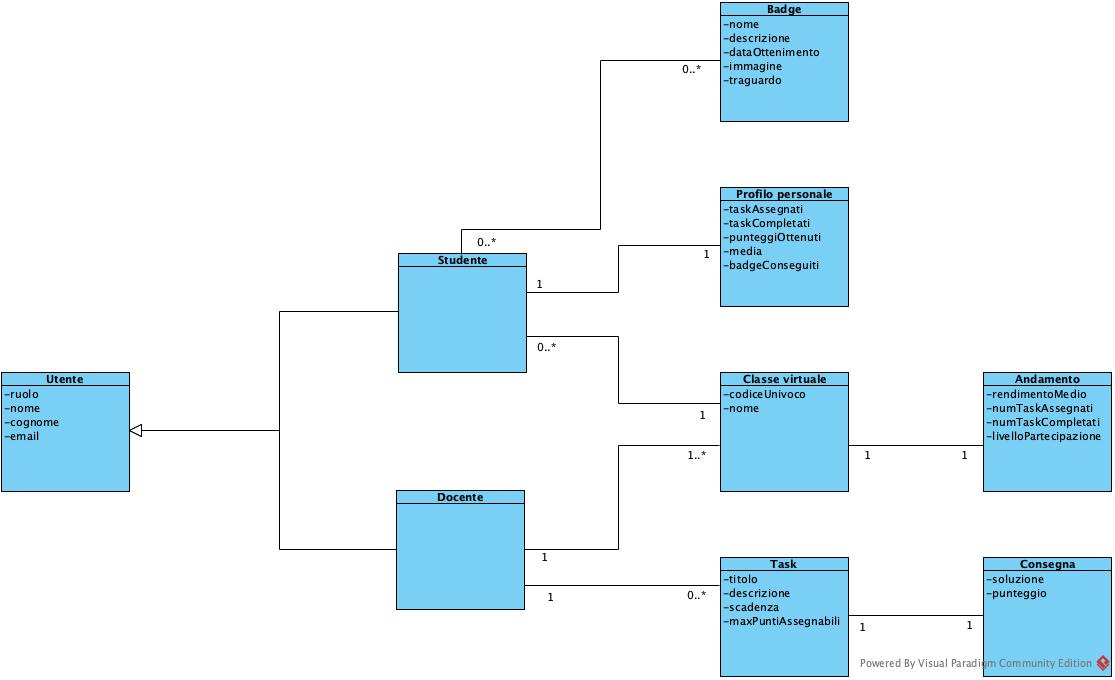 Badge
-nome
-descrizione
-dataOttenimento
-immagine
-traguardo
0..*
0..*
Profilo personale
-taskAssegnati
-taskCompletati
-punteggiOttenuti
-media
-badgeConseguiti
1
Studente
1
0..*
Utente
-ruolo
-nome
-cognome
-email
Classe virtuale
-codiceUnivoco
-nome
1
1..*
1
Andamento
-rendimentoMedio
-numTaskAssegnati
-numTaskCompletati
-livelloPartecipazione
1
Docente
1
1
0..*
Task
-titolo
-descrizione
-scadenza
-maxPuntiAssegnabili
1
Consegna
-soluzione
-punteggio
1
Powered By Visual Paradigm Community Edition